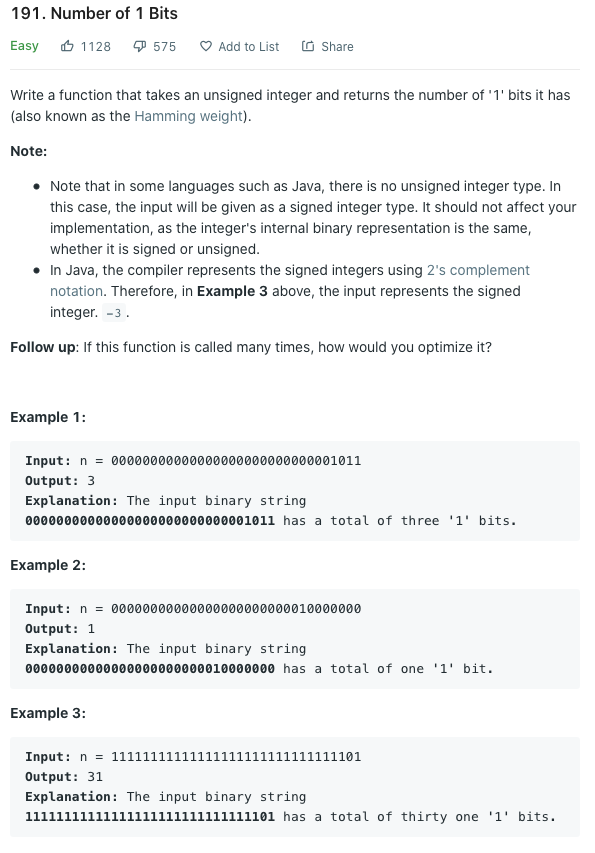 191. Number of 1 Bits
Easy 1128 575 Add to List Share
Write a function that takes an unsigned integer and returns the number of '1' bits it has
(also known as the Hamming weight).
Note:
● Note that in some languages such as Java, there is no unsigned integer type. In
this case, the input will be given as a signed integer type. It should not affect your
implementation, as the integer's internal binary representation is the same,
whether it is signed or unsigned.
● In Java, the compiler represents the signed integers using 2's complement
notation. Therefore, in Example 3 above, the input represents the signed
integer. -3 .
Follow up: If this function is called many times, how would you optimize it?
Example 1:
Input: n = 00000000000000000000000000001011
Output: 3
Explanation: The input binary string
00000000000000000000000000001011 has a total of three '1' bits.
Example 2:
Input: n = 00000000000000000000000010000000
Output: 1
Explanation: The input binary string
00000000000000000000000010000000 has a total of one '1' bit.
Example 3:
Input: n = 11111111111111111111111111111101
Output: 31
Explanation: The input binary string
11111111111111111111111111111101 has a total of thirty one '1' bits.